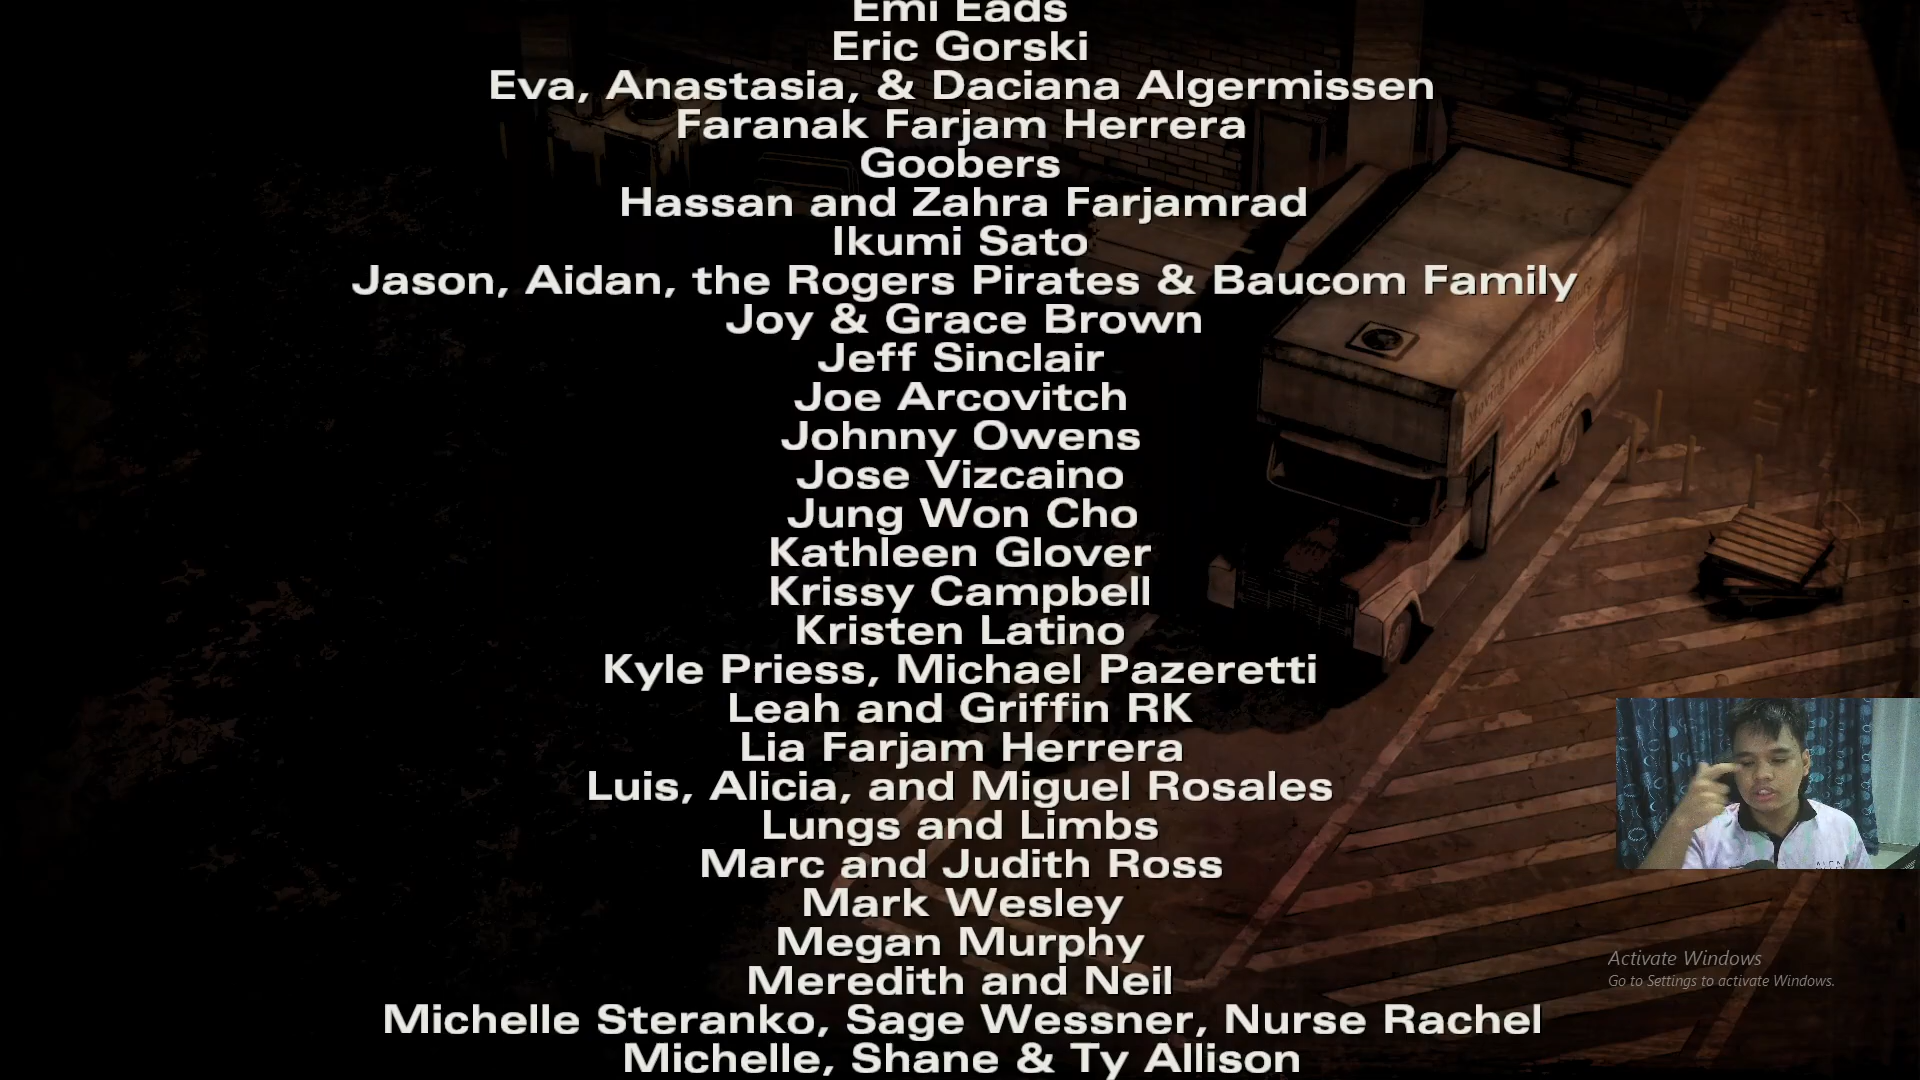 Emi Eads
Eric Gorski
Eva, Anastasia, & Daciana Algermissen
Faranak Farjam Herrera
Goobers
Hassan and Zahra Farjamrad
Ikumi Sato
Jason, Aidan, the Rogers Pirates & Baucom Family
Joy & Grace Brown
Jeff Sinclair
Joe Arcovitch
Johnny Owens
Jose Vizcaino
Jung Won Cho
Kathleen Glover
Krissy Campbell
Kristen Latino
Kyle Priess, Michael Pazeretti
Leah and Griffin RK
Lia Farjam Herrera
Luis, Alicia, and Miguel Rosales
Lungs and Limbs
Marc and Judith Ross
Mark Wesley
Megan Murphy
Meredith and Neil
Michelle Steranko, Sage Wessner, Nurse Rachel
Michelle, Shane & Ty Allison
Activate Windows
Go to Settings to activate Windows.